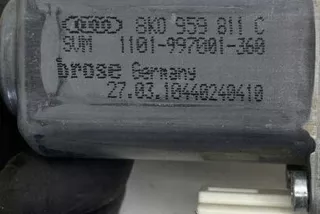 8K0 959 811 C
SVM 1101-997001-360
brose Germany
27.03.10440240410